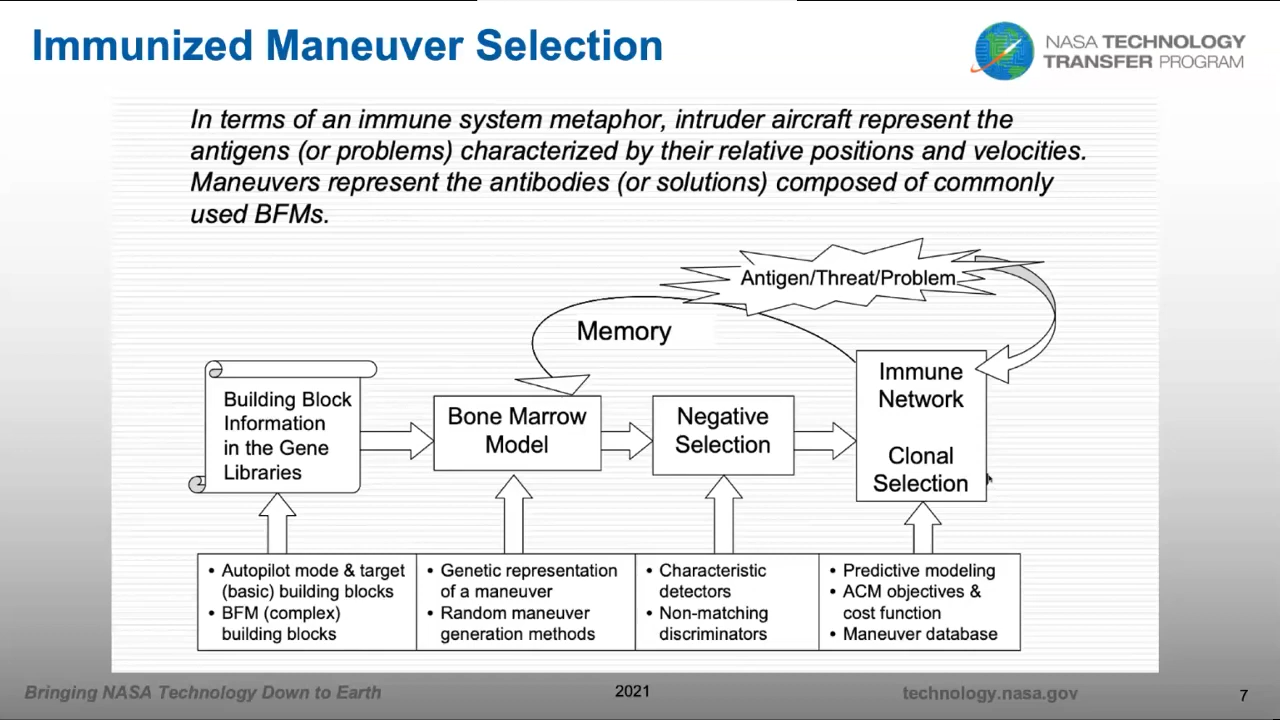 Immunized Maneuver Selection
NASA TECHNOLOGY
TRANSFER PROGRAM
In terms of an immune system metaphor, intruder aircraft represent the
antigens (or problems) characterized by their relative positions and velocities.
Maneuvers represent the antibodies (or solutions) composed of commonly
used BFMs.
Antigen/Threat/Problem
Memory
Building Block
Information
in the Gene
Libraries
Bone Marrow
Model
Negative
Selection
Immune
Network
Clonal
Selection
• Autopilot mode & target
(basic) building blocks
• BFM (complex)
building blocks
• Genetic representation
of a maneuver
• Random maneuver
generation methods
• Characteristic
detectors
• Non-matching
discriminators
• Predictive modeling
• ACM objectives &
cost function
• Maneuver database
Bringing NASA Technology Down to Earth
2021
technology.nasa.gov
7